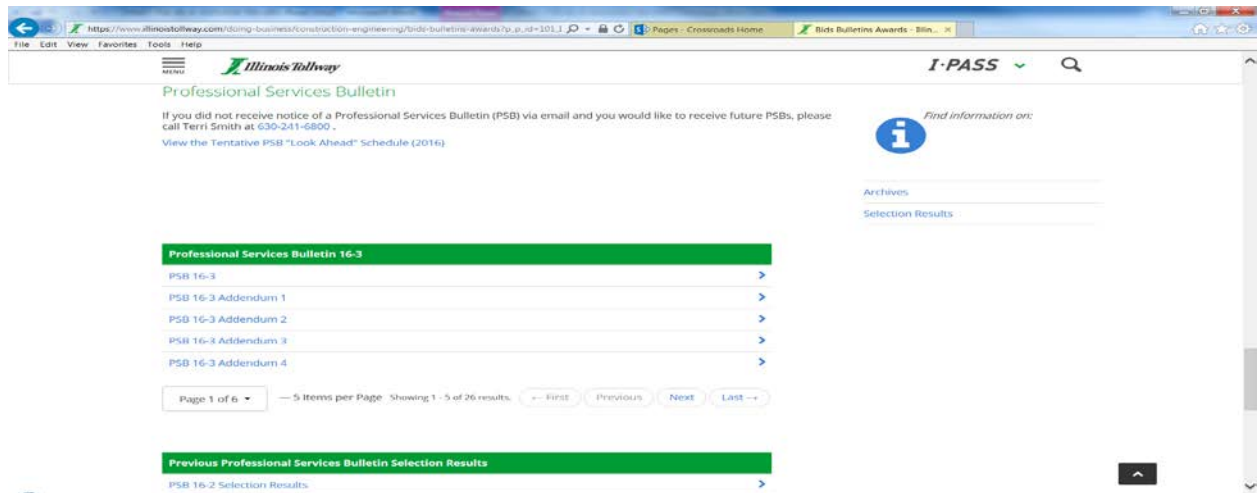 https://www.illinoistollway.com/doing-business/construction-engineering/bids-bulletins-awards?p_p_id=101_I
Pages - Crossroads Home
Bids Bulletins Awards - Illin...
File Edit View Favorites Tools Help
MENU
Illinois Tollway
I-PASS
Professional Services Bulletin
If you did not receive notice of a Professional Services Bulletin (PSB) via email and you would like to receive future PSBs, please
call Terri Smith at 630-241-6800 .
View the Tentative PSB "Look Ahead" Schedule (2016)
Find information on:
Archives
Selection Results
Professional Services Bulletin 16-3
PSB 16-3
PSB 16-3 Addendum 1
PSB 16-3 Addendum 2
PSB 16-3 Addendum 3
PSB 16-3 Addendum 4
Page 1 of 6 — 5 Items per Page Showing 1 - 5 of 26 results. ← First Previous Next Last →
Previous Professional Services Bulletin Selection Results
PSB 16-2 Selection Results